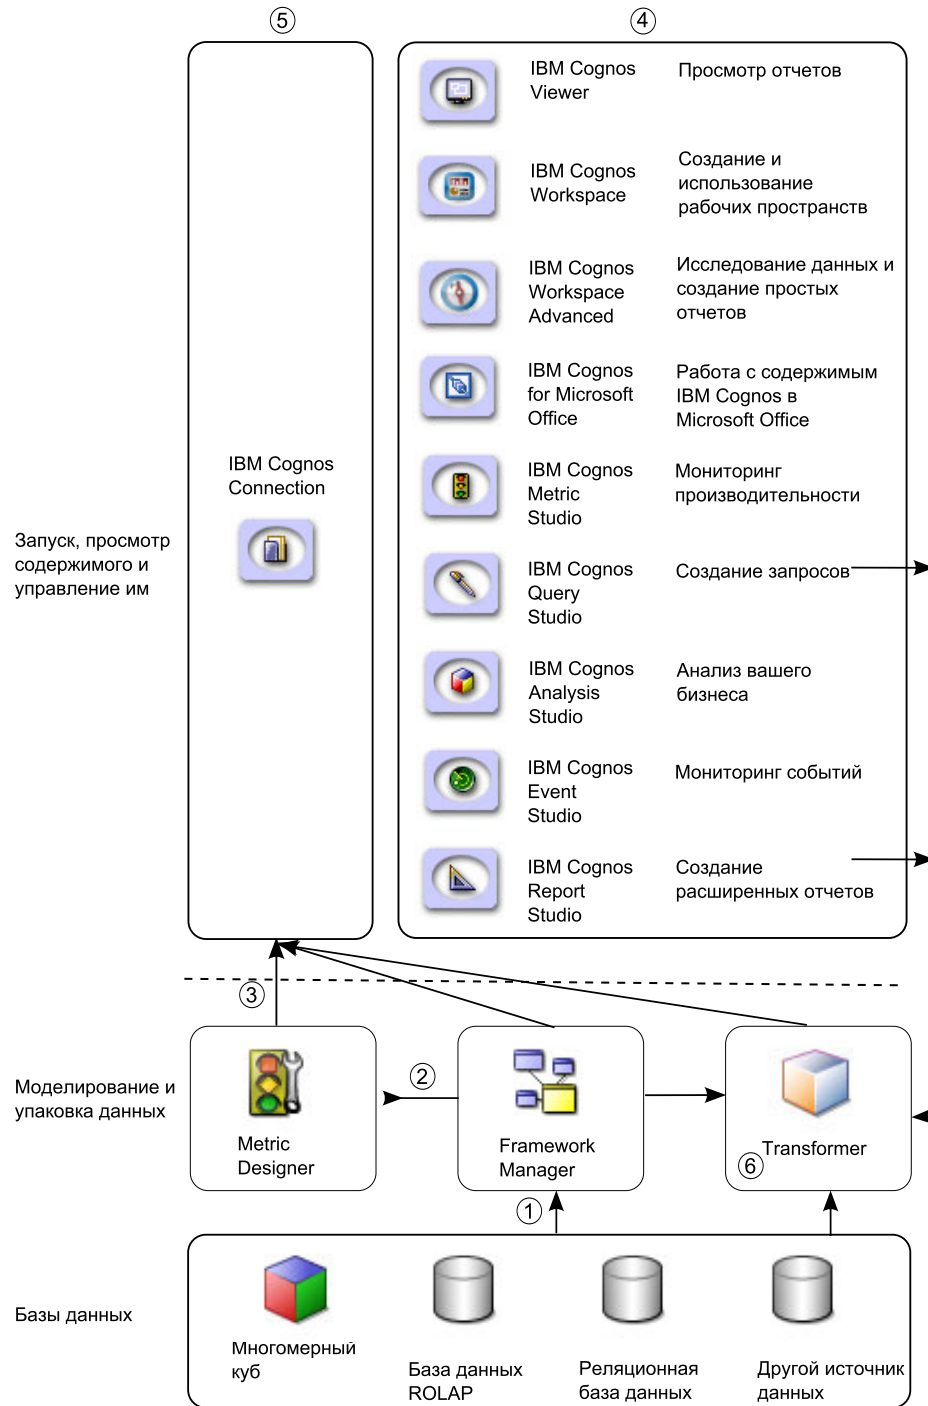 ⑤
④
IBM Cognos
Viewer
Просмотр отчетов
IBM Cognos
Workspace
Создание и
использование
рабочих пространств
IBM Cognos
Workspace
Advanced
Исследование данных и
создание простых
отчетов
IBM Cognos
for Microsoft
Office
Работа с содержимым
IBM Cognos в
Microsoft Office
IBM Cognos
Connection
IBM Cognos
Metric
Studio
Мониторинг
производительности
Запуск, просмотр
содержимого и
управление им
IBM Cognos
Query
Studio
Создание запросов
IBM Cognos
Analysis
Studio
Анализ вашего
бизнеса
IBM Cognos
Event
Studio
Мониторинг событий
IBM Cognos
Report
Studio
Создание
расширенных отчетов
③
Моделирование и
упаковка данных
②
Metric
Designer
Framework
Manager
⑥
Transformer
①
Базы данных
Многомерный
куб
База данных
ROLAP
Реляционная
база данных
Другой источник
данных